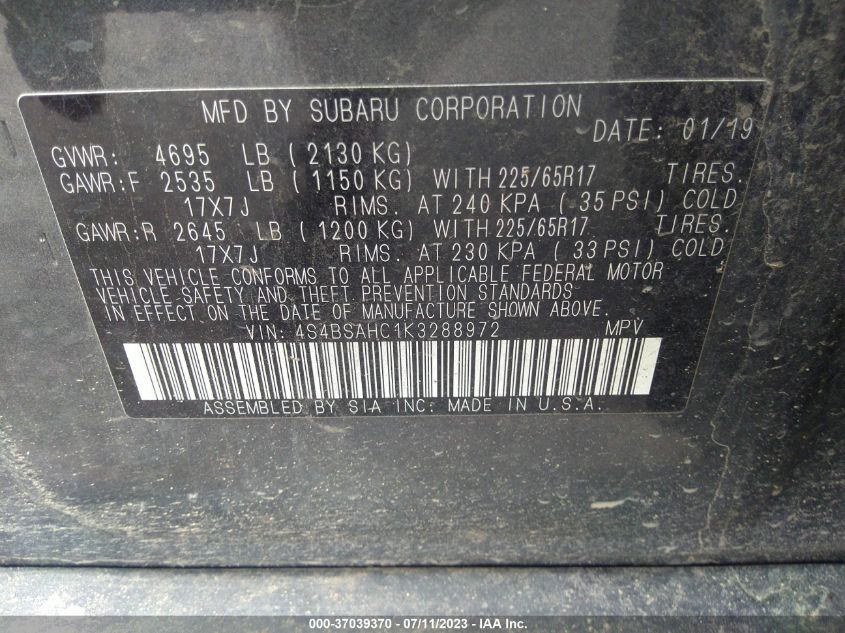 MFD BY SUBARU CORPORATION
DATE: 01/19
GVWR: 4695 LB ( 2130 KG)
GAWR:F 2535 LB ( 1150 KG) WITH 225/65R17 TIRES.
17X7J RIMS. AT 240 KPA ( 35 PSI) COLD
GAWR:R 2645 LB ( 1200 KG) WITH 225/65R17 TIRES.
17X7J RIMS. AT 230 KPA ( 33 PSI) COLD
THIS VEHICLE CONFORMS TO ALL APPLICABLE FEDERAL MOTOR
VEHICLE SAFETY AND THEFT PREVENTION STANDARDS
IN EFFECT ON THE DATE OF MANUFACTURE SHOWN ABOVE.
VIN: 4S4BSAHC1K3288972 MPV
ASSEMBLED BY SIA INC: MADE IN U.S.A.
000-37039370 - 07/11/2023 - © IAA Inc.